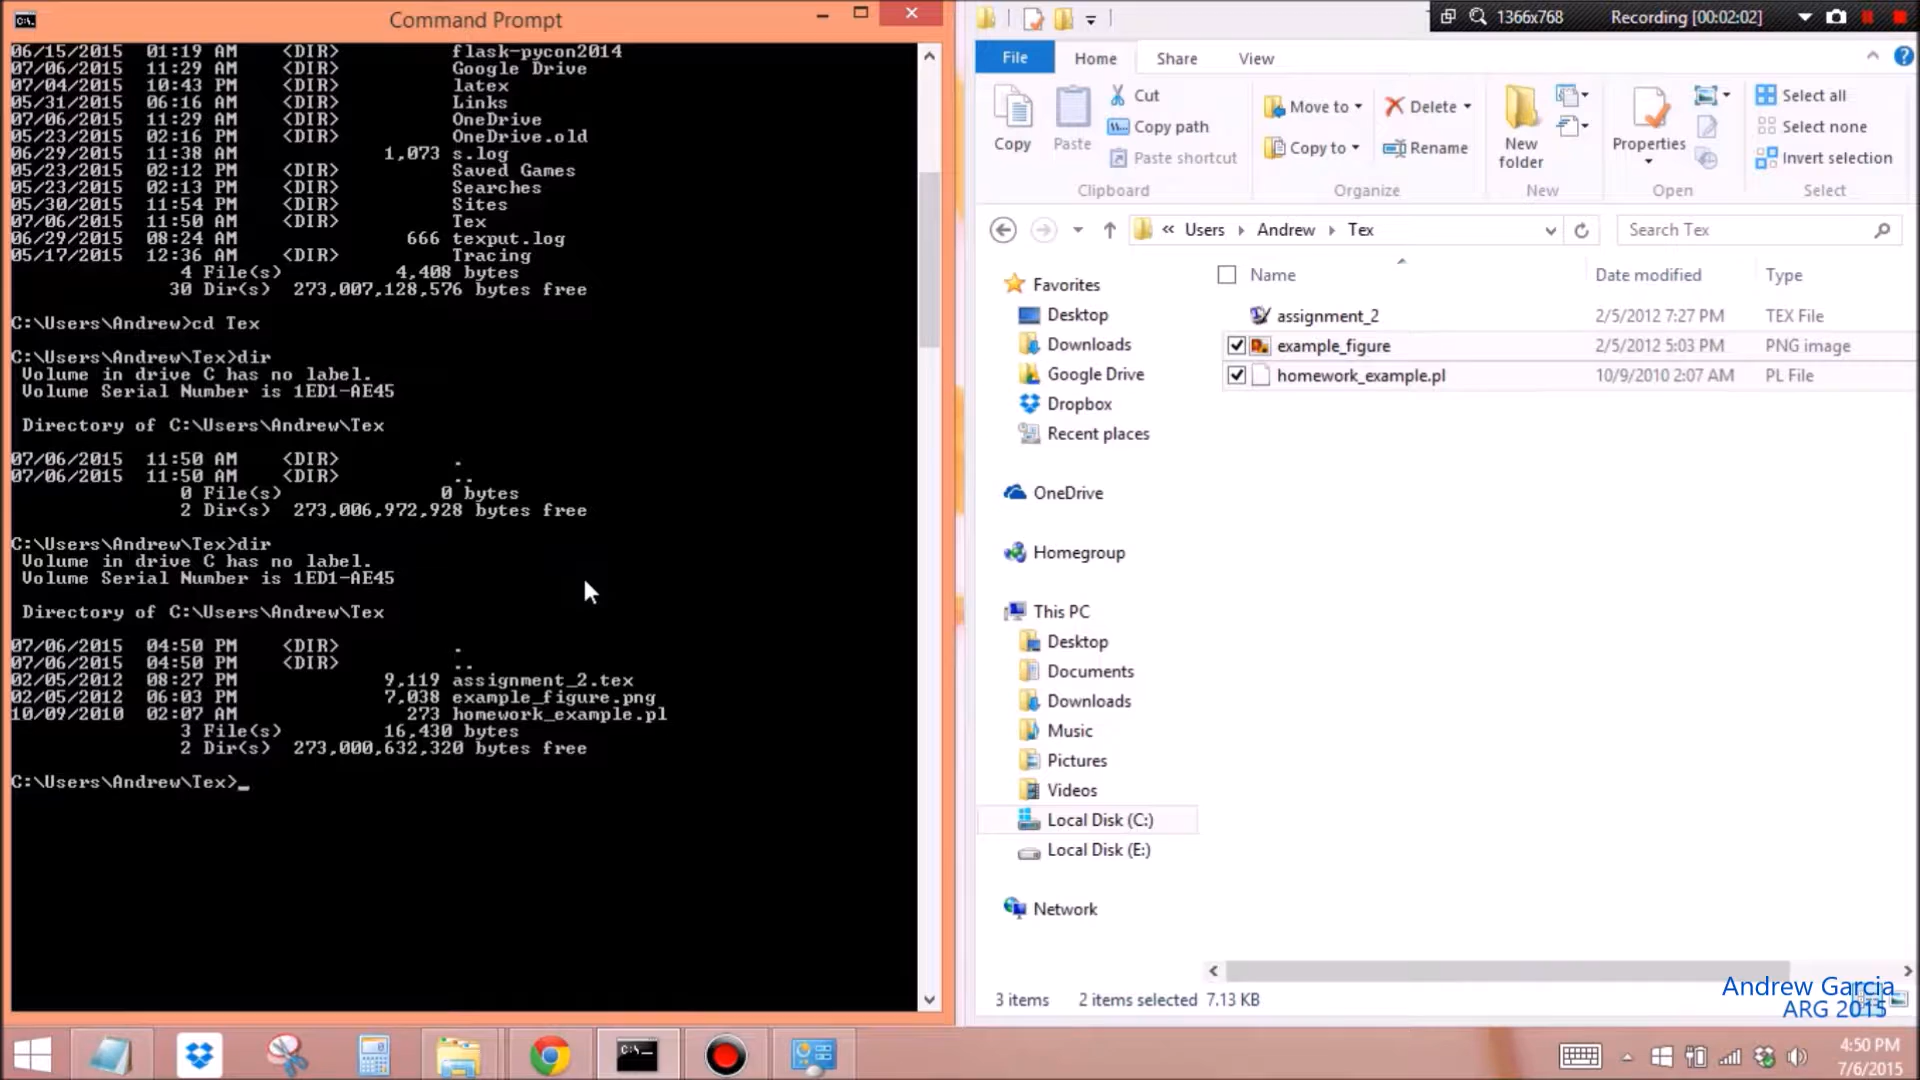 Command Prompt
06/15/2015 01:19 AM <DIR> flask-pycon2014
07/06/2015 11:29 AM <DIR> Google Drive
07/04/2015 10:43 PM <DIR> latex
05/31/2015 06:16 AM <DIR> Links
07/06/2015 11:29 AM <DIR> OneDrive
05/23/2015 02:16 PM <DIR> OneDrive.old
06/29/2015 11:38 AM 1,073 s.log
05/23/2015 02:12 PM <DIR> Saved Games
05/23/2015 02:13 PM <DIR> Searches
05/30/2015 11:54 PM <DIR> Sites
07/06/2015 11:50 AM <DIR> Tex
06/29/2015 08:24 AM 666 texput.log
05/17/2015 12:36 AM <DIR> Tracing
4 File(s) 4,408 bytes
30 Dir(s) 273,007,128,576 bytes free
C:\Users\Andrew>cd Tex
C:\Users\Andrew\Tex>dir
Volume in drive C has no label.
Volume Serial Number is 1ED1-AE45
Directory of C:\Users\Andrew\Tex
07/06/2015 11:50 AM <DIR> .
07/06/2015 11:50 AM <DIR> ..
0 File(s) 0 bytes
2 Dir(s) 273,006,972,928 bytes free
C:\Users\Andrew\Tex>dir
Volume in drive C has no label.
Volume Serial Number is 1ED1-AE45
Directory of C:\Users\Andrew\Tex
07/06/2015 04:50 PM <DIR> .
07/06/2015 04:50 PM <DIR> ..
02/05/2012 08:27 PM 9,119 assignment_2.tex
02/05/2012 06:03 PM 7,038 example_figure.png
10/09/2010 02:07 AM 273 homework_example.pl
3 File(s) 16,430 bytes
2 Dir(s) 273,000,632,320 bytes free
C:\Users\Andrew\Tex>_
1366x768 Recording [00:02:02]
File Home Share View
Copy
Paste
Cut
Copy path
Paste shortcut
Clipboard
Move to
Copy to
Delete
Rename
Organize
New folder
New
Properties
Open
Select all
Select none
Invert selection
Select
« Users Andrew Tex
Search Tex
Name Date modified Type
assignment_2 2/5/2012 7:27 PM TEX File
example_figure 2/5/2012 5:03 PM PNG image
homework_example.pl 10/9/2010 2:07 AM PL File
Favorites
Desktop
Downloads
Google Drive
Dropbox
Recent places
OneDrive
Homegroup
This PC
Desktop
Documents
Downloads
Music
Pictures
Videos
Local Disk (C:)
Local Disk (E:)
Network
3 items 2 items selected 7.13 KB
Andrew Garcia
ARG 2015
C:\
4:50 PM
7/6/2015